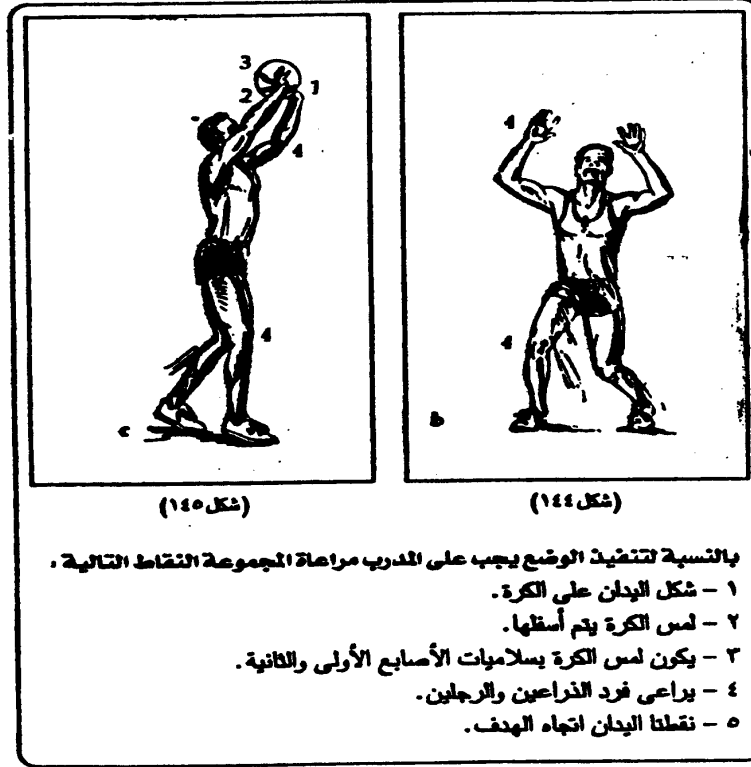 3
2
1
4
4
c
(شكل ١٤٥)
4
4
b
(شكل ١٤٤)
بالنسبة لتنفيذ الوضع يجب على المدرب مراعاة المجموعة النقاط التالية :
١ – شكل اليدان على الكرة.
٢ – لمس الكرة يتم أسفلها.
٣ – يكون لمس الكرة بسلاميات الأصابع الأولى والثانية.
٤ – يراعى فرد الذراعين والرجلين.
٥ – نقطتا اليدان اتجاه الهدف.